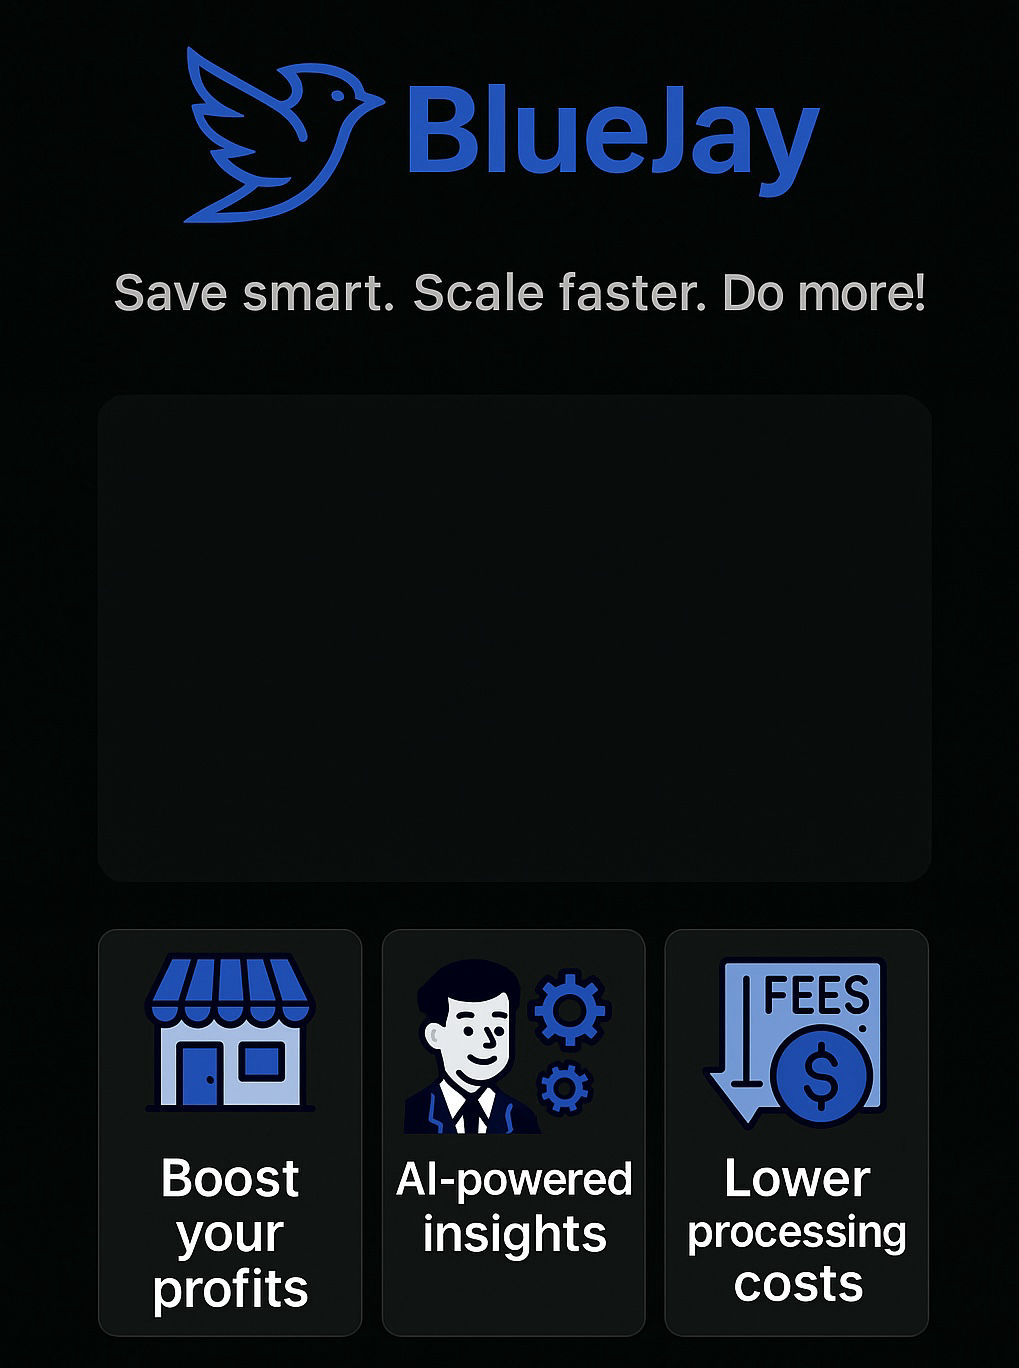 BlueJay
Save smart. Scale faster. Do more!
FEES
$
Boost
your
profits
AI-powered
insights
Lower
processing
costs